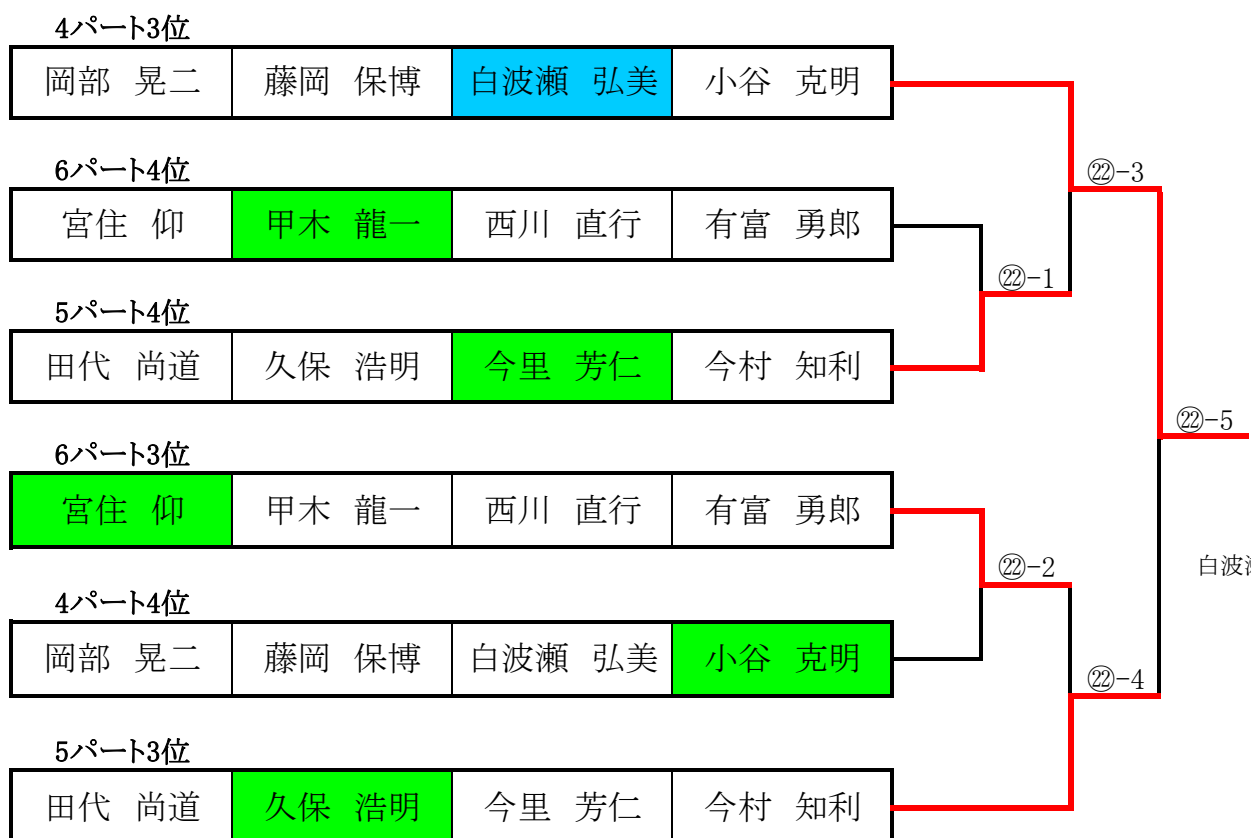 4パート3位
岡部 晃二 藤岡 保博 白波瀬 弘美 小谷 克明
㉒-3
6パート4位
宮住 仰 甲木 龍一 西川 直行 有富 勇郎
㉒-1
5パート4位
田代 尚道 久保 浩明 今里 芳仁 今村 知利
㉒-5
6パート3位
宮住 仰 甲木 龍一 西川 直行 有富 勇郎
㉒-2
白波瀬
4パート4位
岡部 晃二 藤岡 保博 白波瀬 弘美 小谷 克明
㉒-4
5パート3位
田代 尚道 久保 浩明 今里 芳仁 今村 知利